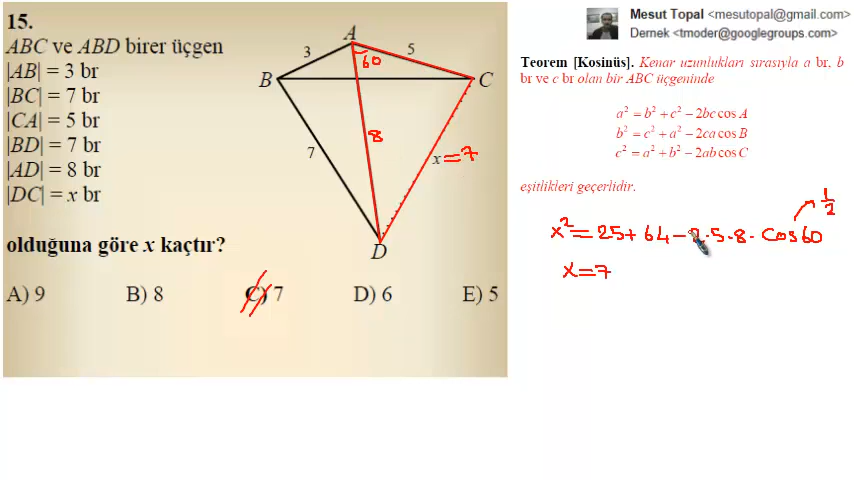 15.
ABC ve ABD birer üçgen
|AB| = 3 br
|BC| = 7 br
|CA| = 5 br
|BD| = 7 br
|AD| = 8 br
|DC| = x br
olduğuna göre x kaçtır?
A) 9 B) 8 C) 7 D) 6 E) 5
A
3
5
60
B
C
8
7
x = 7
D
Mesut Topal <mesutopal@gmail.com>
Dernek <tmoder@googlegroups.com>
Teorem [Kosinüs]. Kenar uzumlukları sırasıyla a br, b
br ve c br olan bir ABC üçgeninde
a² = b² + c² − 2bc cos A
b² = c² + a² − 2ca cos B
c² = a² + b² − 2ab cos C
eşitlikleri geçerlidir.
1/2
x² = 25 + 64 − 2.5.8. cos 60
x = 7